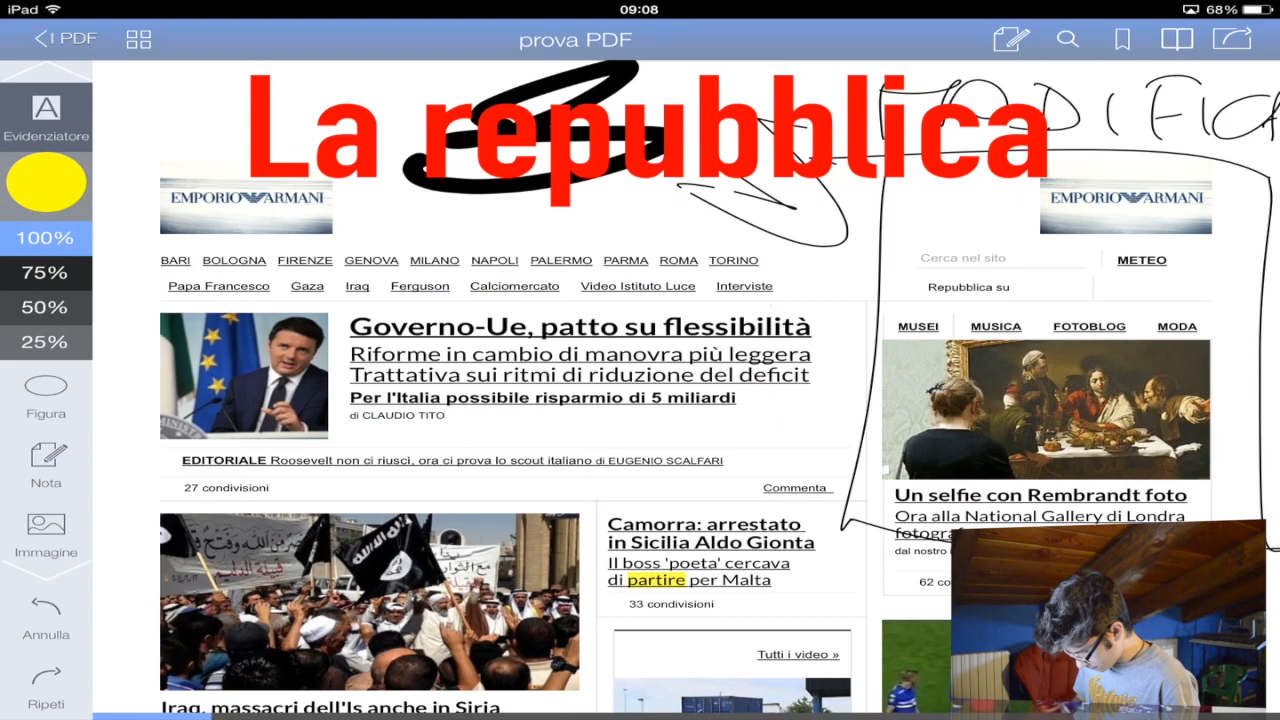 iPad 09:08 68%
I PDF prova PDF
Evidenziatore
100%
75%
50%
25%
Figura
Nota
Immagine
Annulla
Ripeti
La repubblica
EMPORIO ARMANI
EMPORIO ARMANI
BARI BOLOGNA FIRENZE GENOVA MILANO NAPOLI PALERMO PARMA ROMA TORINO
Papa Francesco Gaza Iraq Ferguson Calciomercato Video Istituto Luce Interviste
Cerca nel sito METEO
Repubblica su
Governo-Ue, patto su flessibilità
Riforme in cambio di manovra più leggera
Trattativa sui ritmi di riduzione del deficit
Per l'Italia possibile risparmio di 5 miliardi
di CLAUDIO TITO
EDITORIALE Roosevelt non ci riuscì, ora ci prova lo scout italiano di EUGENIO SCALFARI
27 condivisioni Commenta
Camorra: arrestato
in Sicilia Aldo Gionta
Il boss 'poeta' cercava
di partire per Malta
33 condivisioni
Tutti i video »
Iraq, massacri dell'Is anche in Siria
MUSEI MUSICA FOTOBLOG MODA
Un selfie con Rembrandt foto
Ora alla National Gallery di Londra
dal nostro